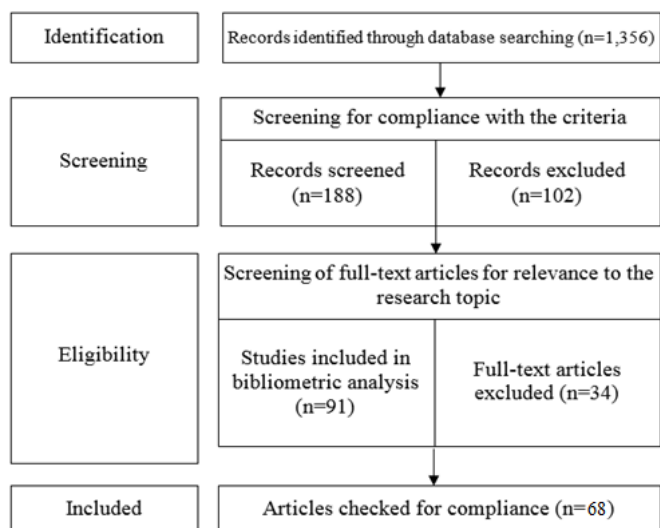 Identification
Records identified through database searching (n=1,356)
Screening
Screening for compliance with the criteria
Records screened
(n=188)
Records excluded
(n=102)
Eligibility
Screening of full-text articles for relevance to the
research topic
Studies included in
bibliometric analysis
(n=91)
Full-text articles
excluded (n=34)
Included
Articles checked for compliance (n=68)